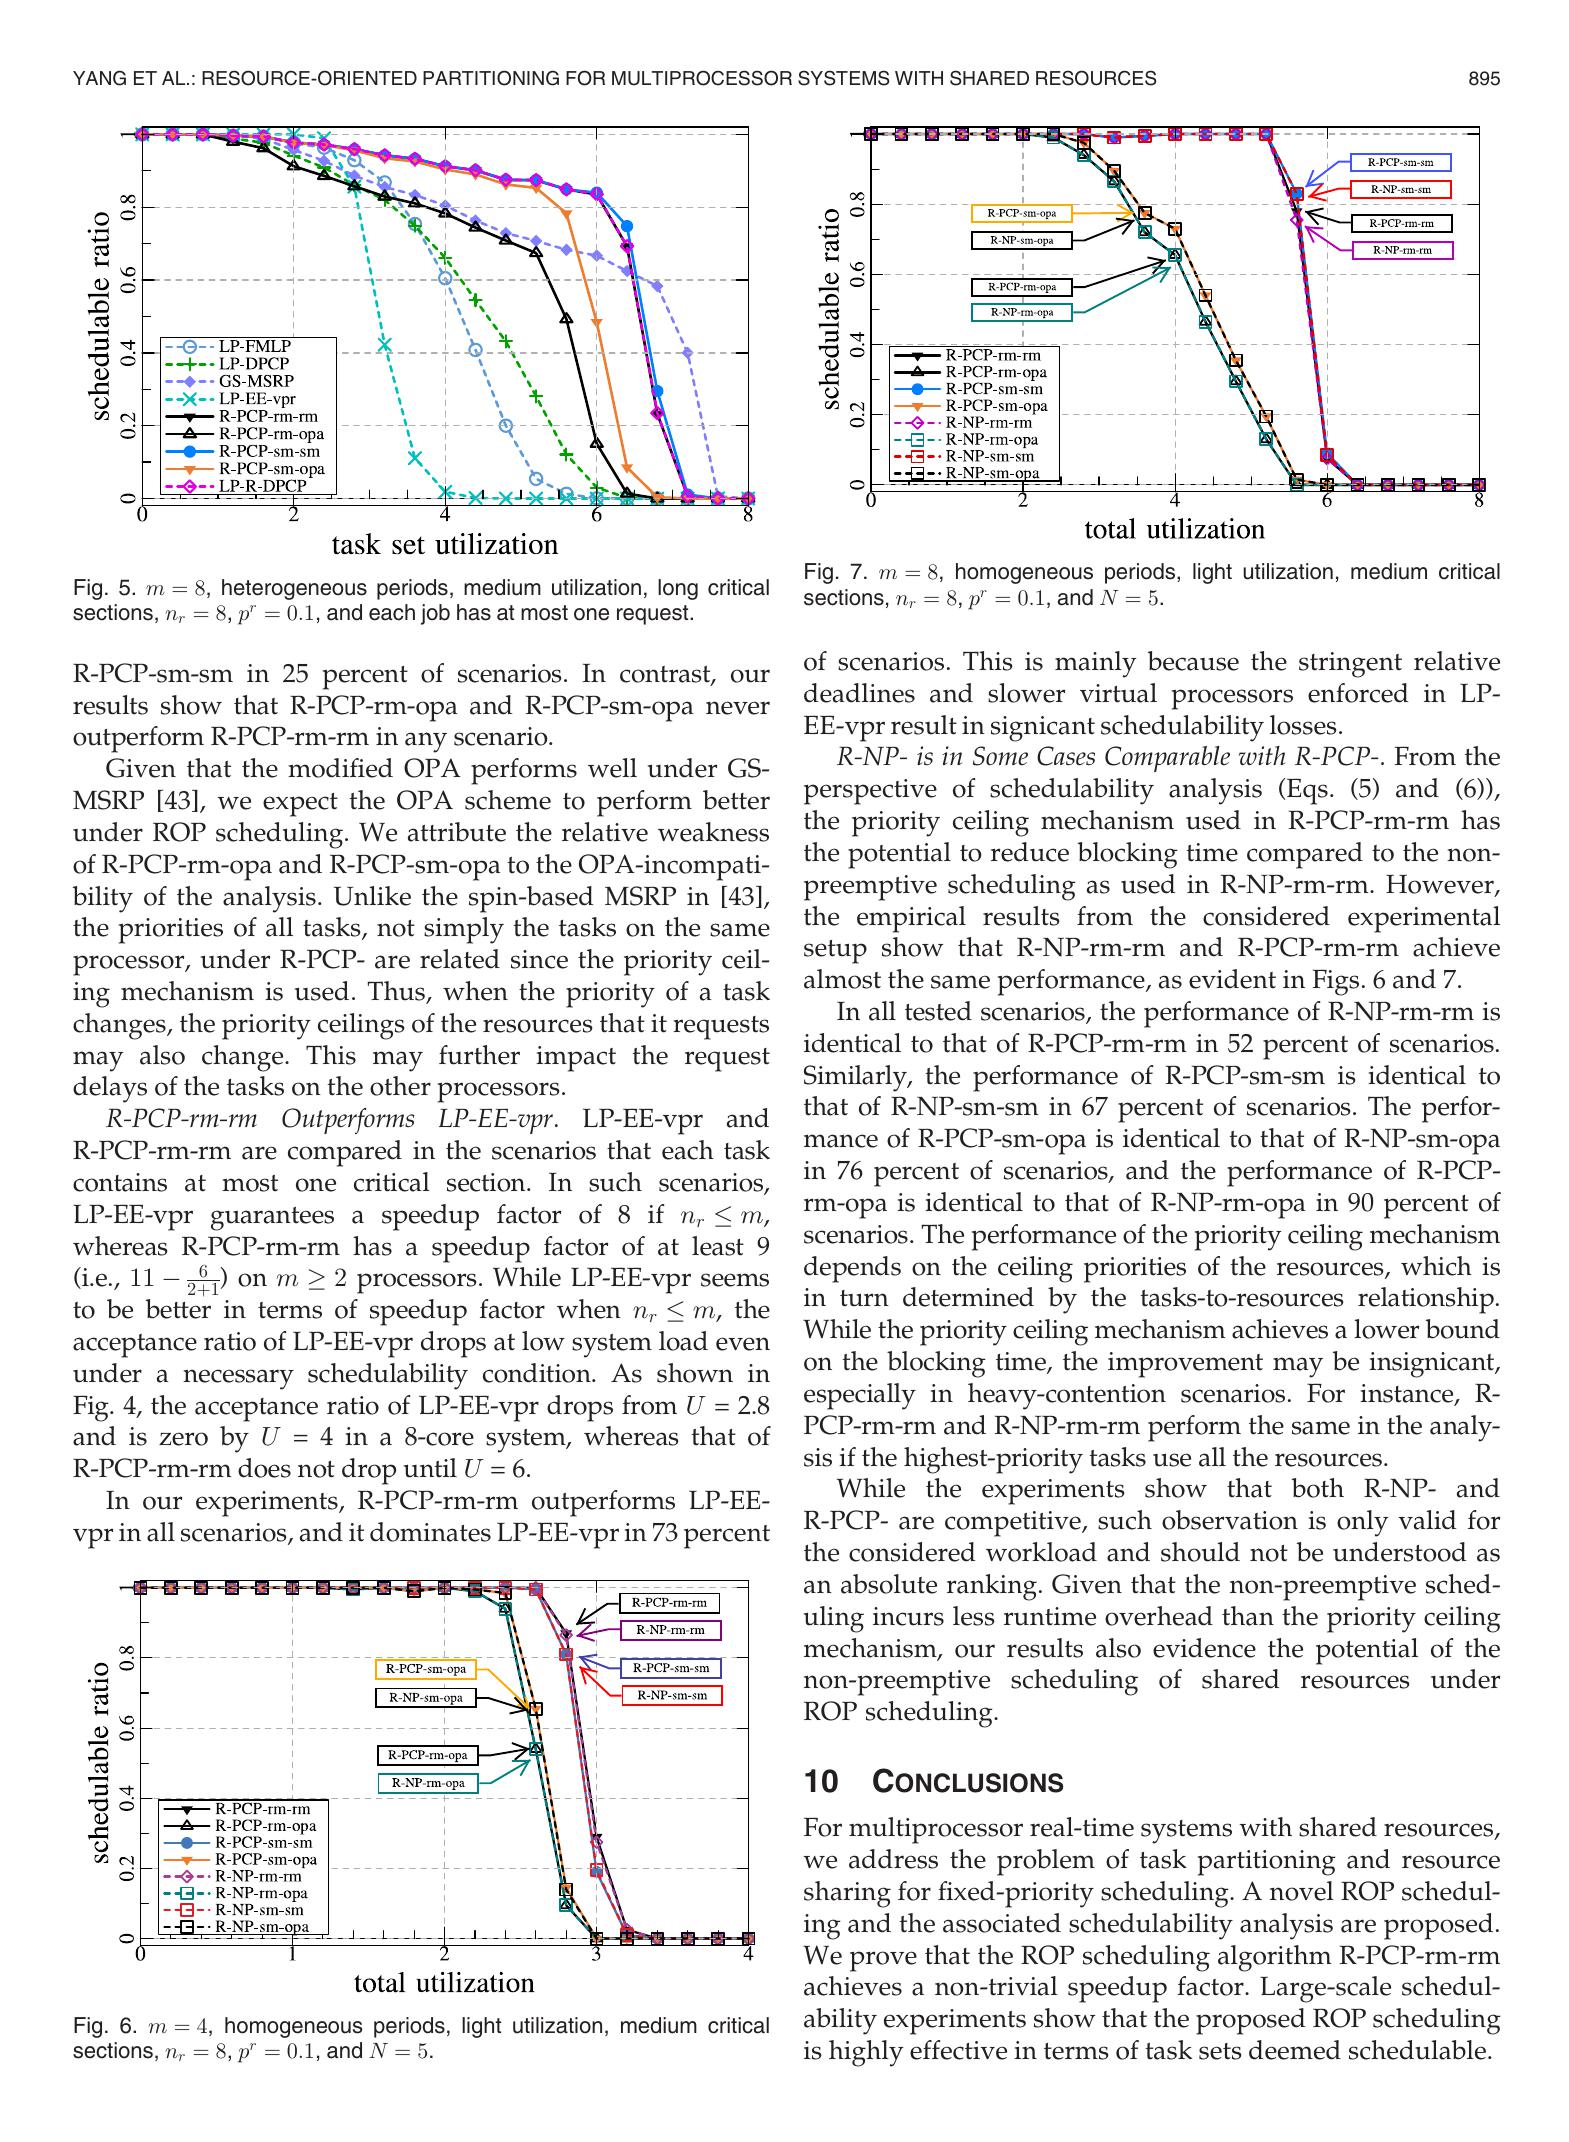 YANG ET AL.: RESOURCE-ORIENTED PARTITIONING FOR MULTIPROCESSOR SYSTEMS WITH SHARED RESOURCES 895
schedulable ratio
0.8
0.6
0.4
0.2
0
LP-FMLP
LP-DPCP
GS-MSRP
LP-EE-vpr
R-PCP-rm-rm
R-PCP-rm-opa
R-PCP-sm-sm
R-PCP-sm-opa
LP-R-DPCP
0 2 4 6 8
task set utilization
Fig. 5. m = 8, heterogeneous periods, medium utilization, long critical
sections, n_r = 8, p^r = 0.1, and each job has at most one request.
R-PCP-sm-sm in 25 percent of scenarios. In contrast, our
results show that R-PCP-rm-opa and R-PCP-sm-opa never
outperform R-PCP-rm-rm in any scenario.
Given that the modified OPA performs well under GS-
MSRP [43], we expect the OPA scheme to perform better
under ROP scheduling. We attribute the relative weakness
of R-PCP-rm-opa and R-PCP-sm-opa to the OPA-incompati-
bility of the analysis. Unlike the spin-based MSRP in [43],
the priorities of all tasks, not simply the tasks on the same
processor, under R-PCP- are related since the priority ceil-
ing mechanism is used. Thus, when the priority of a task
changes, the priority ceilings of the resources that it requests
may also change. This may further impact the request
delays of the tasks on the other processors.
R-PCP-rm-rm Outperforms LP-EE-vpr. LP-EE-vpr and
R-PCP-rm-rm are compared in the scenarios that each task
contains at most one critical section. In such scenarios,
LP-EE-vpr guarantees a speedup factor of 8 if n_r ≤ m,
whereas R-PCP-rm-rm has a speedup factor of at least 9
(i.e., 11 − 6/(2+1)) on m ≥ 2 processors. While LP-EE-vpr seems
to be better in terms of speedup factor when n_r ≤ m, the
acceptance ratio of LP-EE-vpr drops at low system load even
under a necessary schedulability condition. As shown in
Fig. 4, the acceptance ratio of LP-EE-vpr drops from U = 2.8
and is zero by U = 4 in a 8-core system, whereas that of
R-PCP-rm-rm does not drop until U = 6.
In our experiments, R-PCP-rm-rm outperforms LP-EE-
vpr in all scenarios, and it dominates LP-EE-vpr in 73 percent
schedulable ratio
0.8
0.6
0.4
0.2
0
R-PCP-rm-rm
R-NP-rm-rm
R-PCP-sm-sm
R-NP-sm-sm
R-PCP-sm-opa
R-NP-sm-opa
R-PCP-rm-opa
R-NP-rm-opa
R-PCP-rm-rm
R-PCP-rm-opa
R-PCP-sm-sm
R-PCP-sm-opa
R-NP-rm-rm
R-NP-rm-opa
R-NP-sm-sm
R-NP-sm-opa
0 1 2 3 4
total utilization
Fig. 6. m = 4, homogeneous periods, light utilization, medium critical
sections, n_r = 8, p^r = 0.1, and N = 5.
schedulable ratio
0.8
0.6
0.4
0.2
0
R-PCP-sm-sm
R-NP-sm-sm
R-PCP-rm-rm
R-NP-rm-rm
R-PCP-sm-opa
R-NP-sm-opa
R-PCP-rm-opa
R-NP-rm-opa
R-PCP-rm-rm
R-PCP-rm-opa
R-PCP-sm-sm
R-PCP-sm-opa
R-NP-rm-rm
R-NP-rm-opa
R-NP-sm-sm
R-NP-sm-opa
0 2 4 6 8
total utilization
Fig. 7. m = 8, homogeneous periods, light utilization, medium critical
sections, n_r = 8, p^r = 0.1, and N = 5.
of scenarios. This is mainly because the stringent relative
deadlines and slower virtual processors enforced in LP-
EE-vpr result in signicant schedulability losses.
R-NP- is in Some Cases Comparable with R-PCP-. From the
perspective of schedulability analysis (Eqs. (5) and (6)),
the priority ceiling mechanism used in R-PCP-rm-rm has
the potential to reduce blocking time compared to the non-
preemptive scheduling as used in R-NP-rm-rm. However,
the empirical results from the considered experimental
setup show that R-NP-rm-rm and R-PCP-rm-rm achieve
almost the same performance, as evident in Figs. 6 and 7.
In all tested scenarios, the performance of R-NP-rm-rm is
identical to that of R-PCP-rm-rm in 52 percent of scenarios.
Similarly, the performance of R-PCP-sm-sm is identical to
that of R-NP-sm-sm in 67 percent of scenarios. The perfor-
mance of R-PCP-sm-opa is identical to that of R-NP-sm-opa
in 76 percent of scenarios, and the performance of R-PCP-
rm-opa is identical to that of R-NP-rm-opa in 90 percent of
scenarios. The performance of the priority ceiling mechanism
depends on the ceiling priorities of the resources, which is
in turn determined by the tasks-to-resources relationship.
While the priority ceiling mechanism achieves a lower bound
on the blocking time, the improvement may be insignicant,
especially in heavy-contention scenarios. For instance, R-
PCP-rm-rm and R-NP-rm-rm perform the same in the analy-
sis if the highest-priority tasks use all the resources.
While the experiments show that both R-NP- and
R-PCP- are competitive, such observation is only valid for
the considered workload and should not be understood as
an absolute ranking. Given that the non-preemptive sched-
uling incurs less runtime overhead than the priority ceiling
mechanism, our results also evidence the potential of the
non-preemptive scheduling of shared resources under
ROP scheduling.
10 CONCLUSIONS
For multiprocessor real-time systems with shared resources,
we address the problem of task partitioning and resource
sharing for fixed-priority scheduling. A novel ROP schedul-
ing and the associated schedulability analysis are proposed.
We prove that the ROP scheduling algorithm R-PCP-rm-rm
achieves a non-trivial speedup factor. Large-scale schedul-
ability experiments show that the proposed ROP scheduling
is highly effective in terms of task sets deemed schedulable.